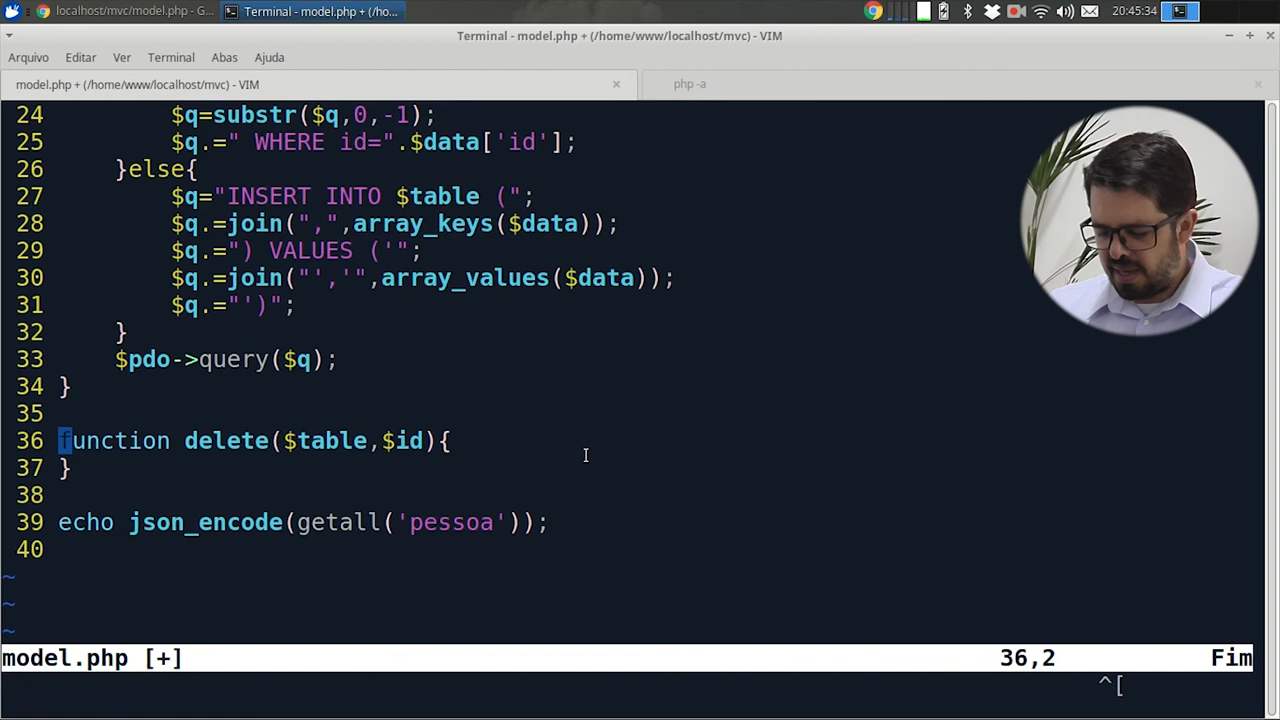 localhost/mvc/model.php - G...
Terminal - model.php + (/ho...
20:45:34
Terminal - model.php + (/home/www/localhost/mvc) - VIM
Arquivo Editar Ver Terminal Abas Ajuda
model.php + (/home/www/localhost/mvc) - VIM
php -a
24 $q=substr($q,0,-1);
25 $q.=" WHERE id=".$data['id'];
26 }else{
27 $q="INSERT INTO $table (";
28 $q.=join(",",array_keys($data));
29 $q.=") VALUES ('";
30 $q.=join("','",array_values($data));
31 $q.="')";
32 }
33 $pdo->query($q);
34 }
35
36 function delete($table,$id){
37 }
38
39 echo json_encode(getall('pessoa'));
40
~
~
~
model.php [+] 36,2 Fim
^[